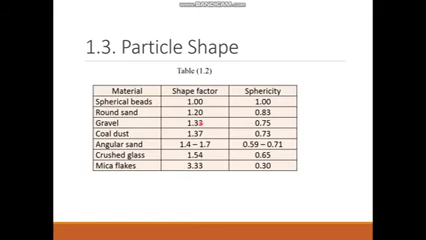 www.BANDICAM.com
1.3. Particle Shape
Table (1.2)
Material Shape factor Sphericity
Spherical beads 1.00 1.00
Round sand 1.20 0.83
Gravel 1.33 0.75
Coal dust 1.37 0.73
Angular sand 1.4 – 1.7 0.59 – 0.71
Crushed glass 1.54 0.65
Mica flakes 3.33 0.30